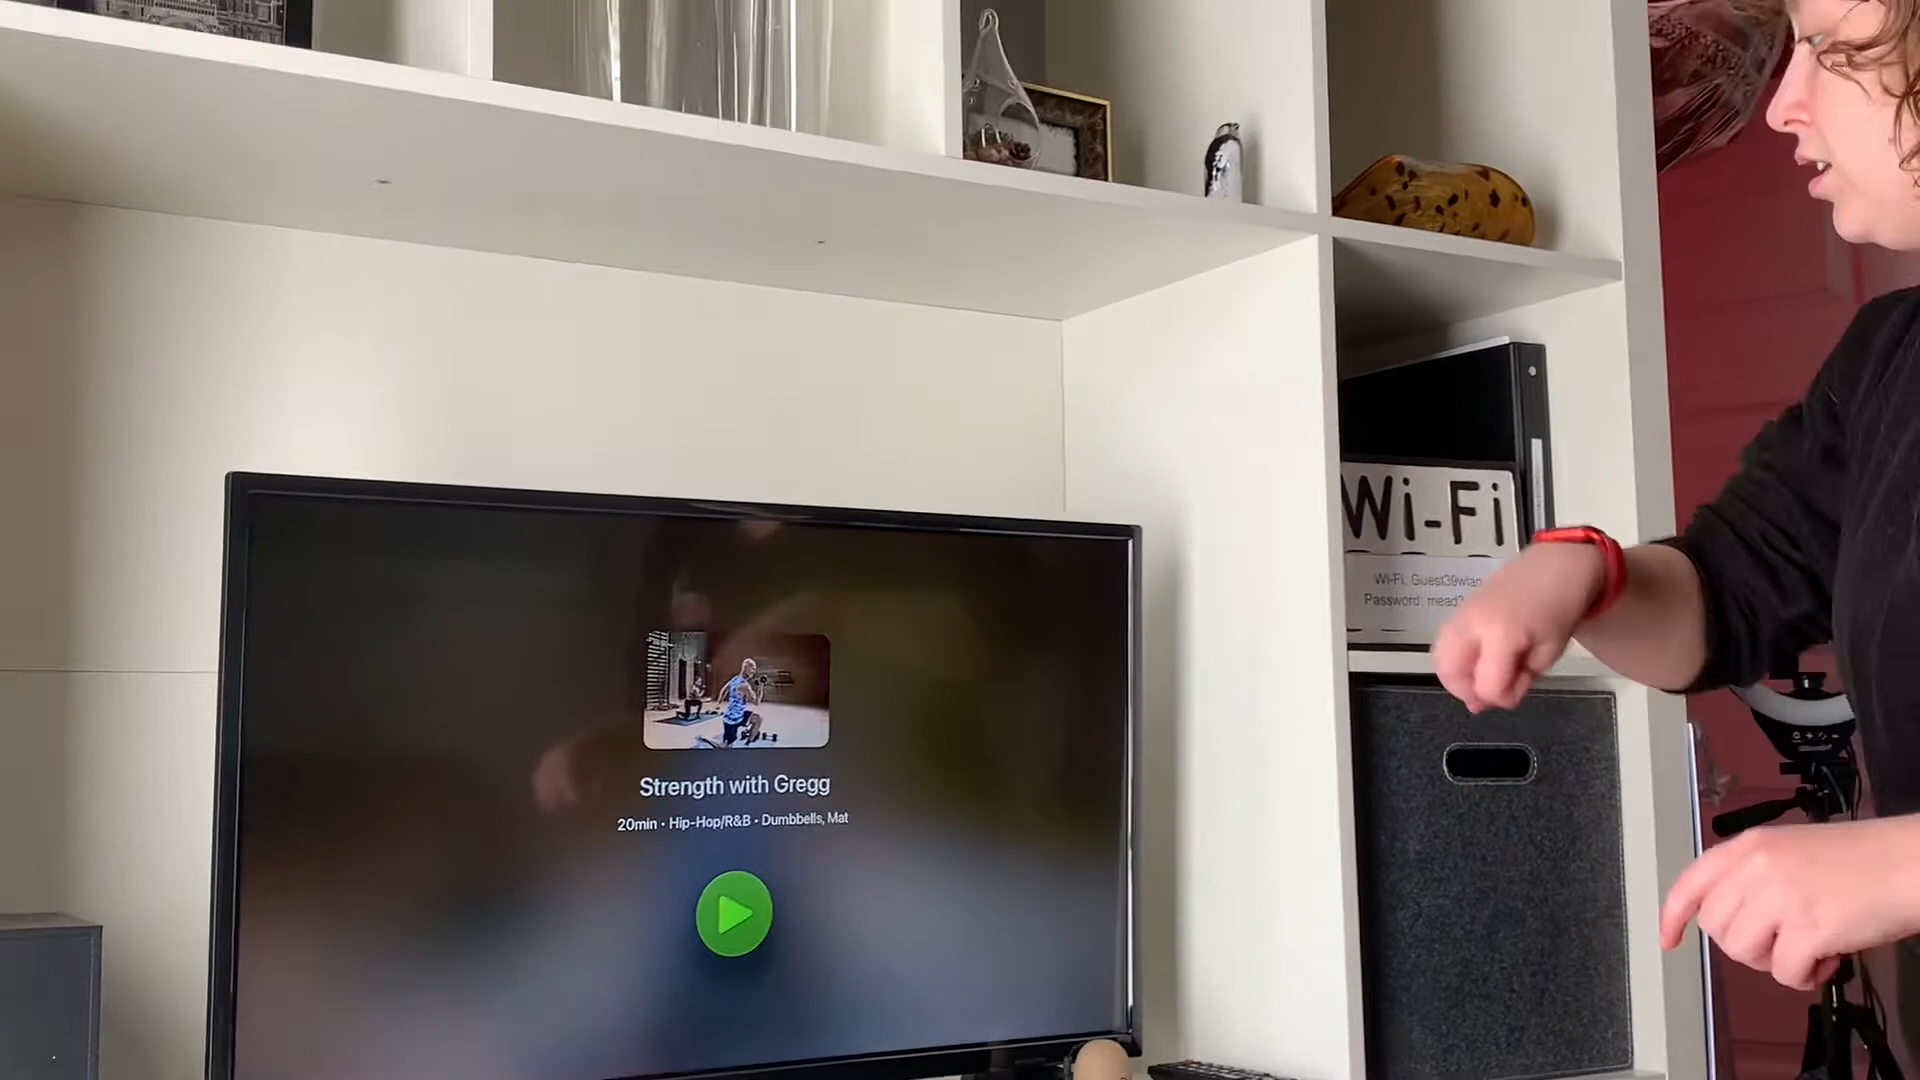 Wi-Fi
Wi-Fi: Guest39wlan
Password:
Strength with Gregg
20min • Hip-Hop/R&B • Dumbbells, Mat